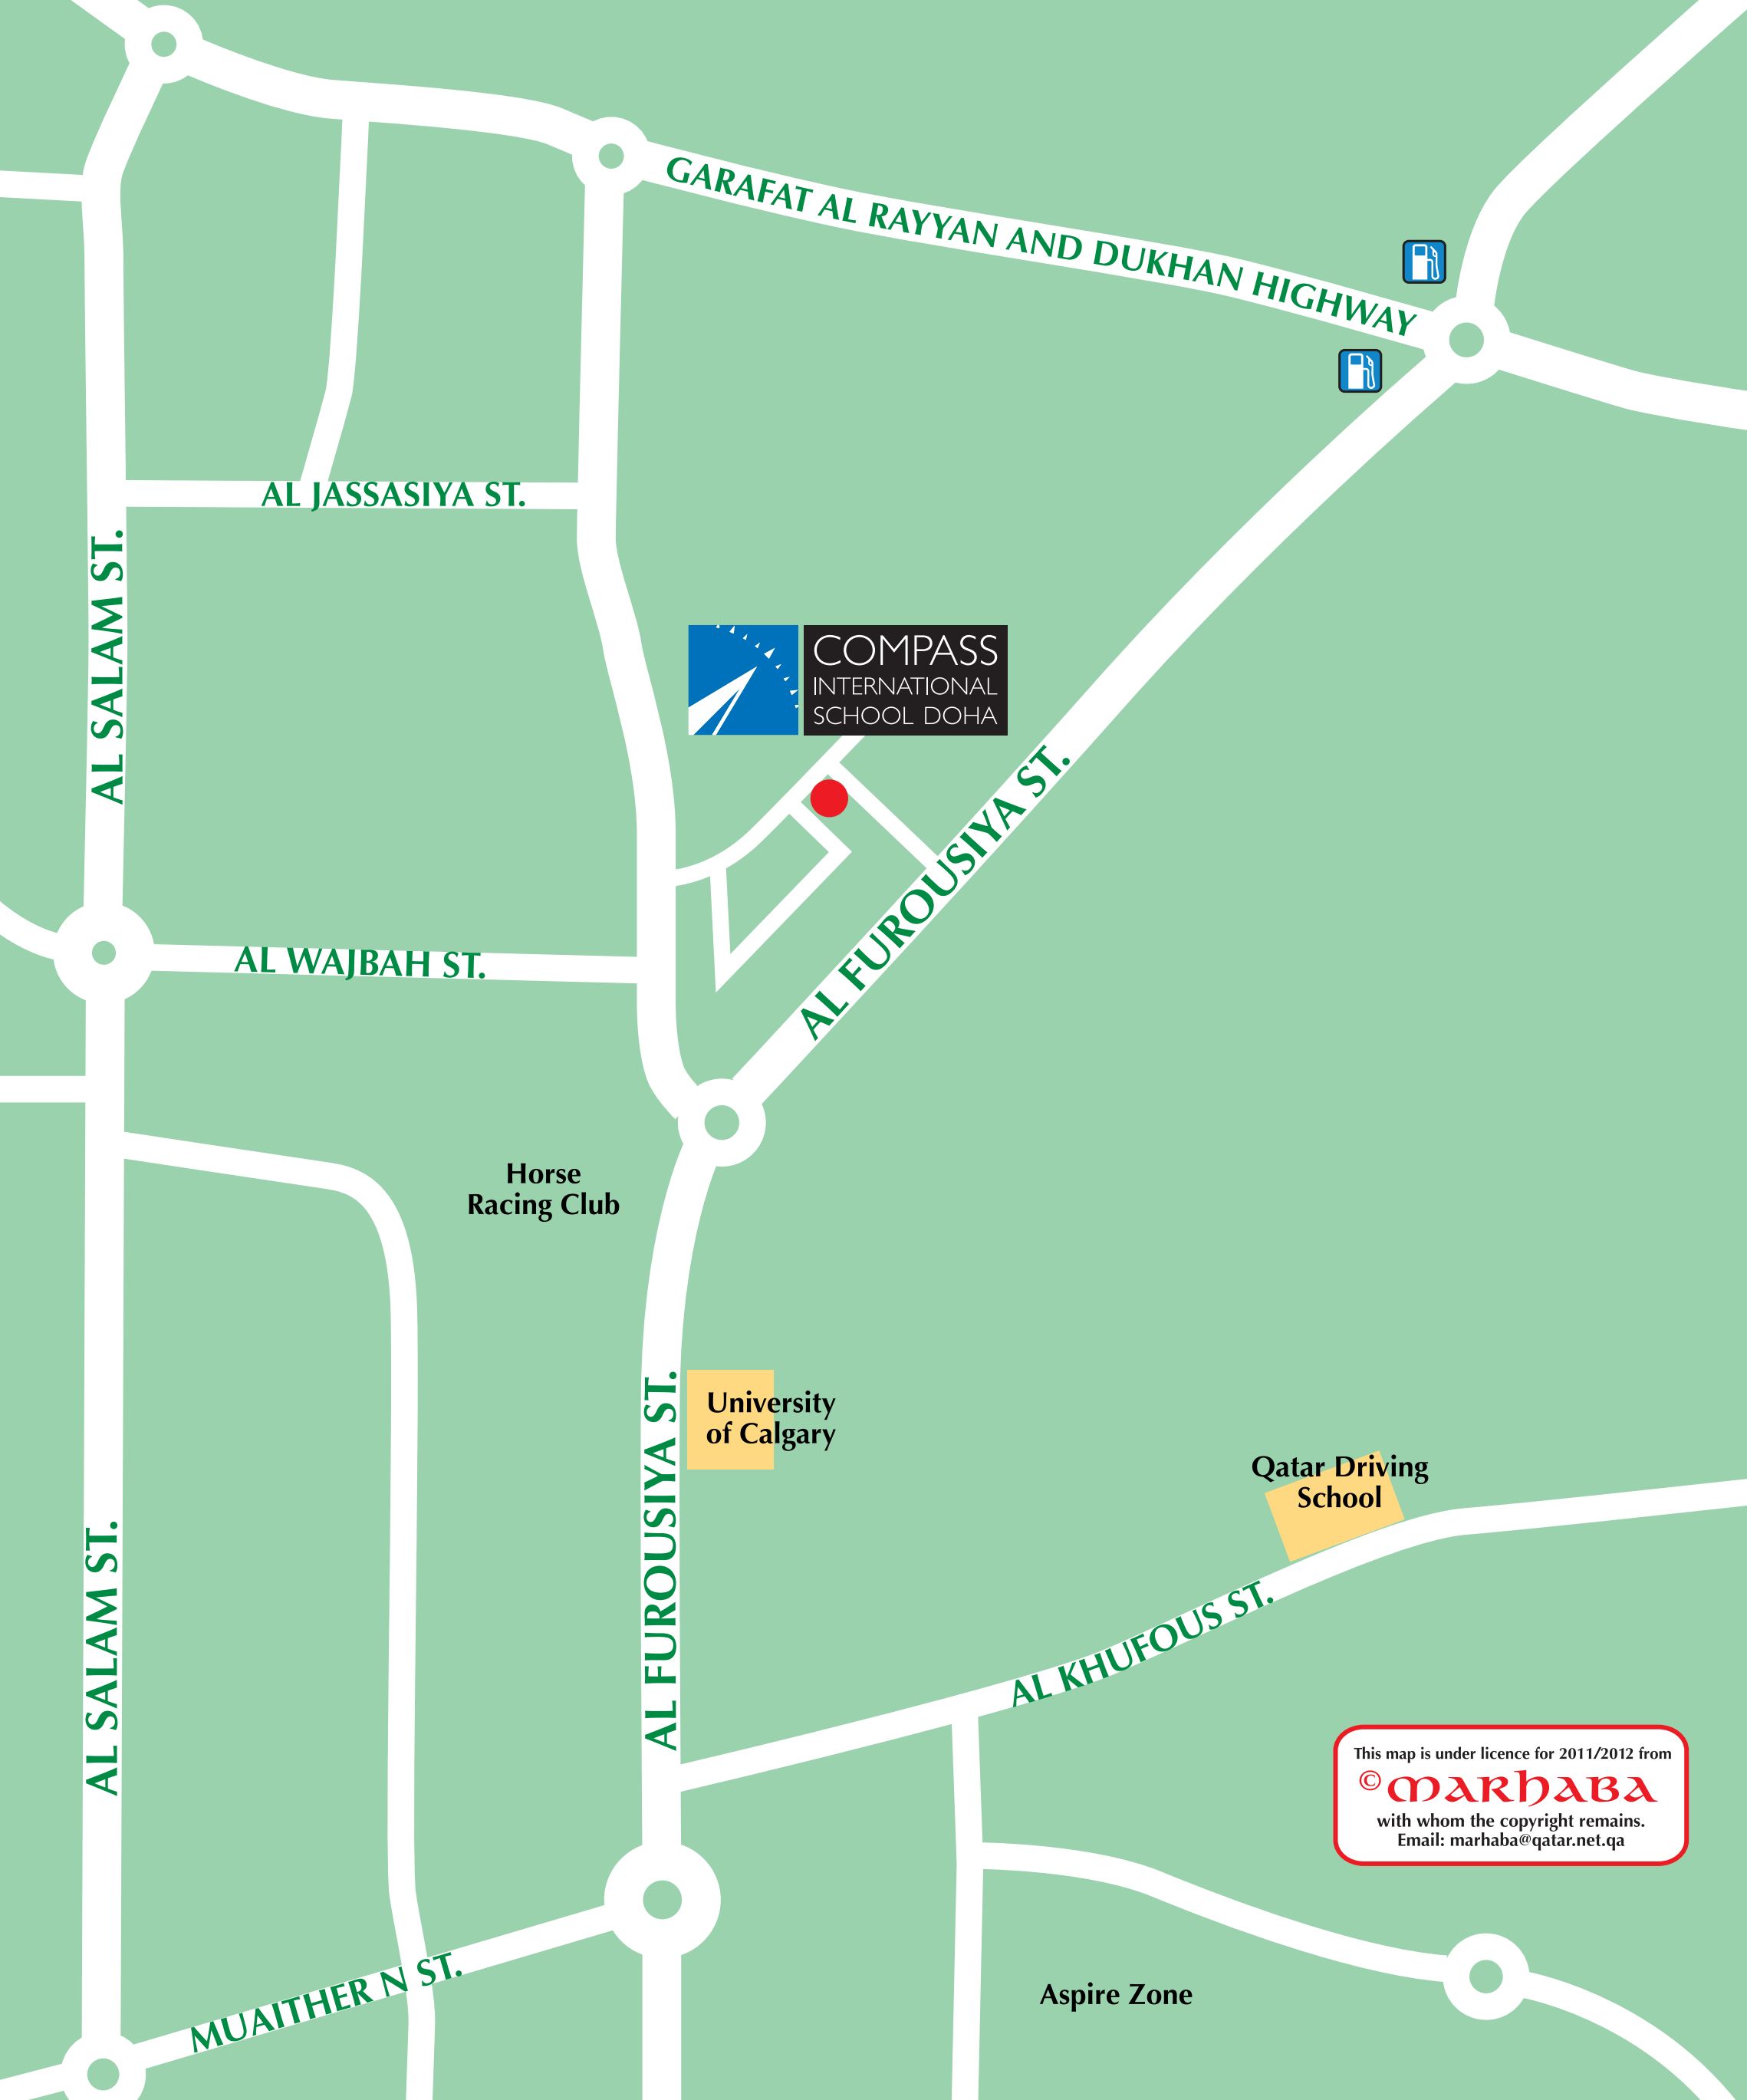 GARAFAT AL RAYYAN AND DUKHAN HIGHWAY
AL JASSASIYA ST.
AL SALAM ST.
COMPASS
INTERNATIONAL
SCHOOL DOHA
AL FUROUSIYA ST.
AL WAJBAH ST.
Horse
Racing Club
University
of Calgary
AL FUROUSIYA ST.
Qatar Driving
School
AL SALAM ST.
AL KHUFOUS ST.
This map is under licence for 2011/2012 from
© MARHABA
with whom the copyright remains.
Email: marhaba@qatar.net.qa
MUAITHER N ST.
Aspire Zone